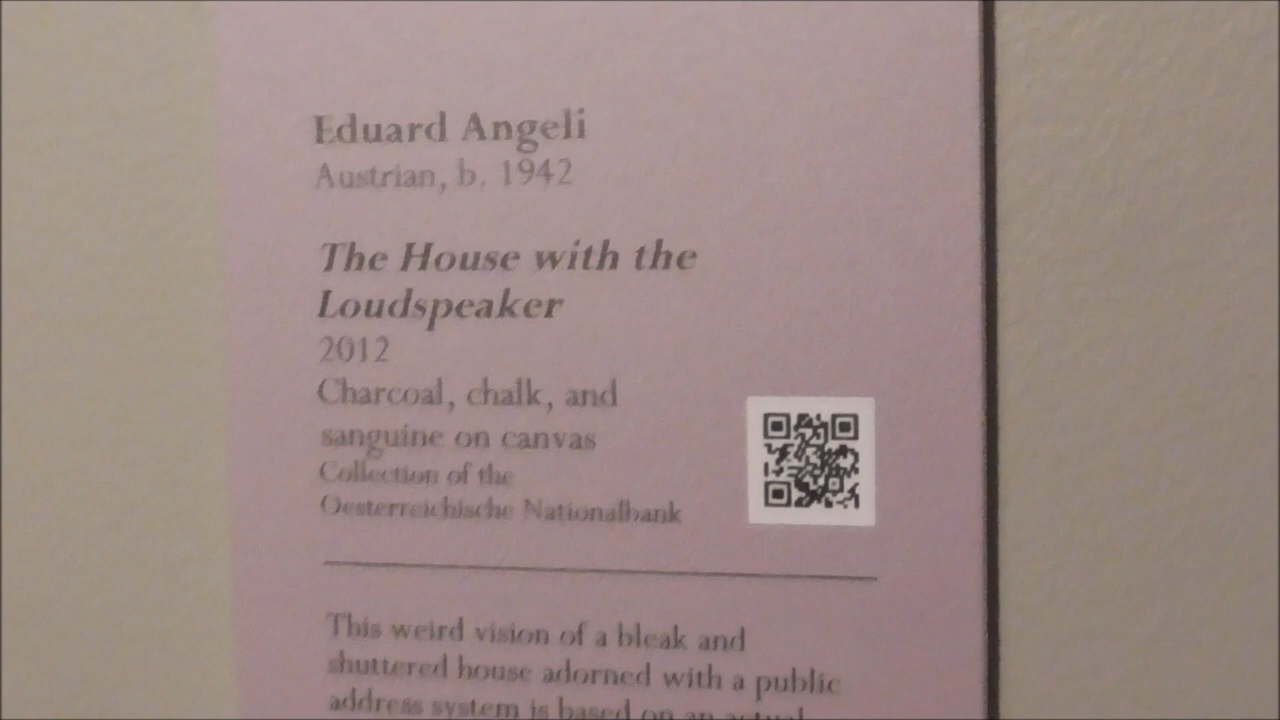 Eduard Angeli
Austrian, b. 1942
The House with the
Loudspeaker
2012
Charcoal, chalk, and
sanguine on canvas
Collection of the
Oesterreichische Nationalbank
This weird vision of a bleak and
shuttered house adorned with a public
address system is based on an actual